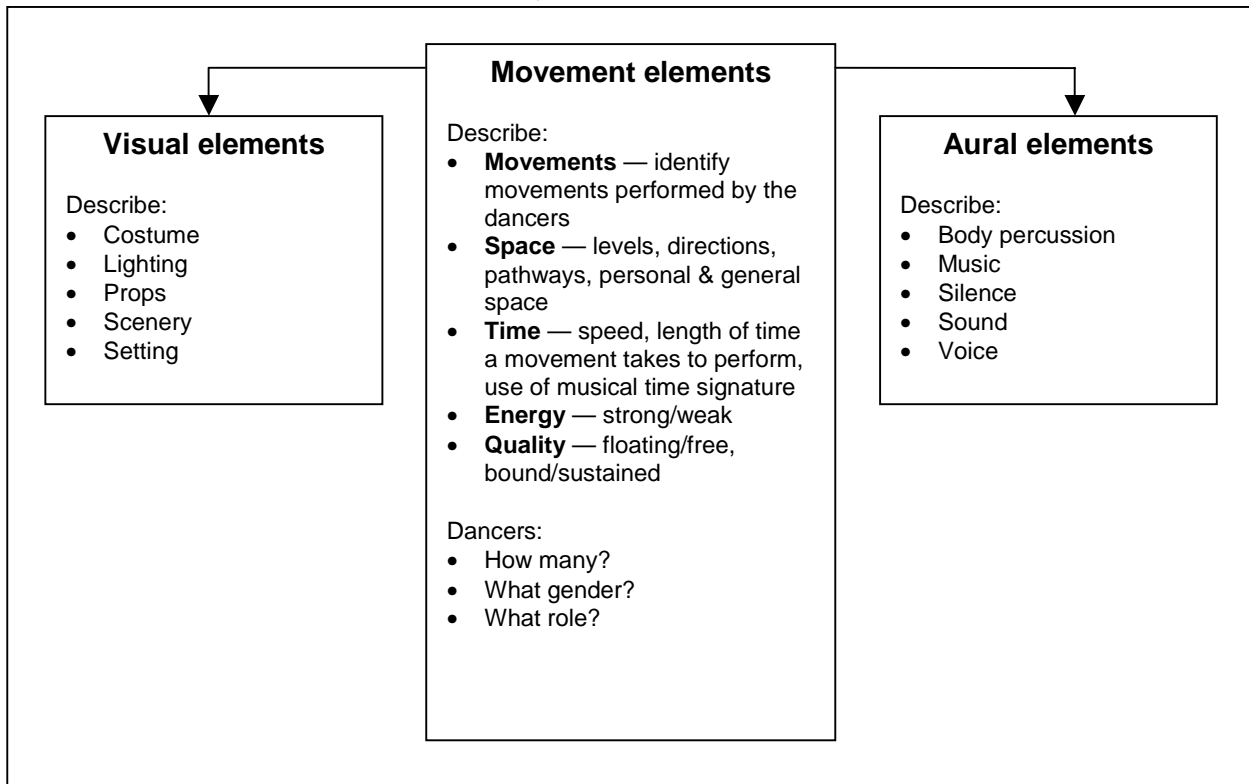 Movement elements
Describe:
• Movements — identify
movements performed by the
dancers
• Space — levels, directions,
pathways, personal & general
space
• Time — speed, length of time
a movement takes to perform,
use of musical time signature
• Energy — strong/weak
• Quality — floating/free,
bound/sustained
Dancers:
• How many?
• What gender?
• What role?
Visual elements
Describe:
• Costume
• Lighting
• Props
• Scenery
• Setting
Aural elements
Describe:
• Body percussion
• Music
• Silence
• Sound
• Voice